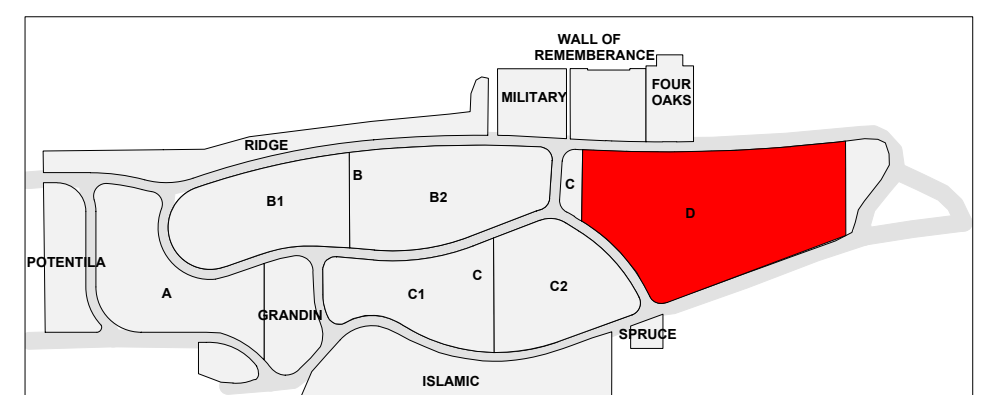 WALL OF
REMEMBERANCE
MILITARY
FOUR
OAKS
RIDGE
B
C
B1
B2
D
POTENTILA
A
C
C1
C2
GRANDIN
SPRUCE
ISLAMIC